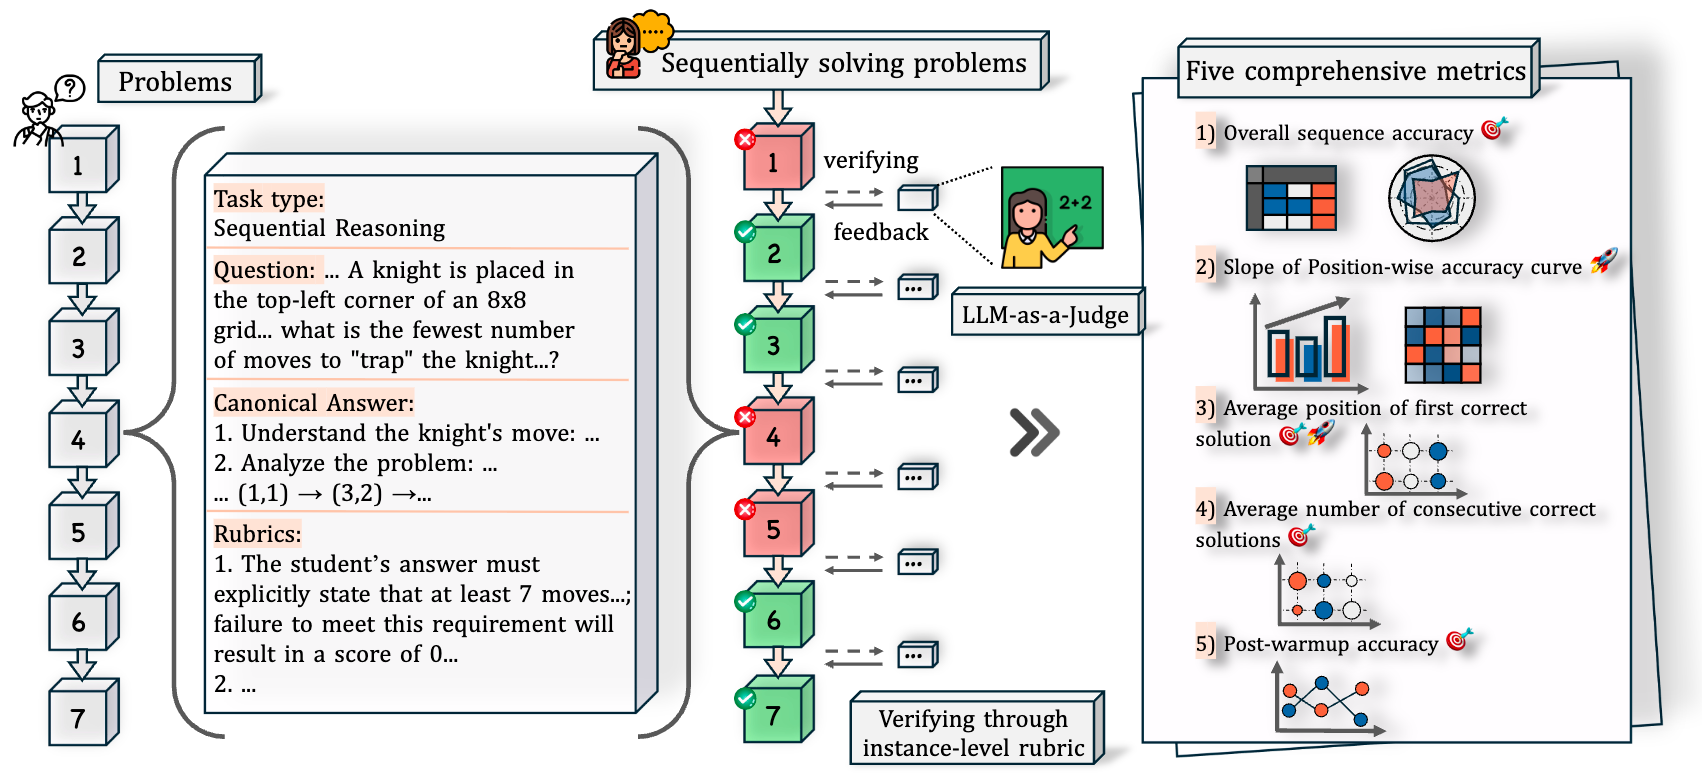 Problems
?
1
2
3
4
5
6
7
Task type:
Sequential Reasoning
Question: ... A knight is placed in
the top-left corner of an 8x8
grid... what is the fewest number
of moves to "trap" the knight...?
Canonical Answer:
1. Understand the knight's move: ...
2. Analyze the problem: ...
... (1,1) → (3,2) →...
Rubrics:
1. The student’s answer must
explicitly state that at least 7 moves...;
failure to meet this requirement will
result in a score of 0...
2. ...
Sequentially solving problems
1
2
3
4
5
6
7
verifying
feedback
...
...
...
...
...
2+2
LLM-as-a-Judge
Verifying through
instance-level rubric
Five comprehensive metrics
1) Overall sequence accuracy
2) Slope of Position-wise accuracy curve
3) Average position of first correct
solution
4) Average number of consecutive correct
solutions
5) Post-warmup accuracy